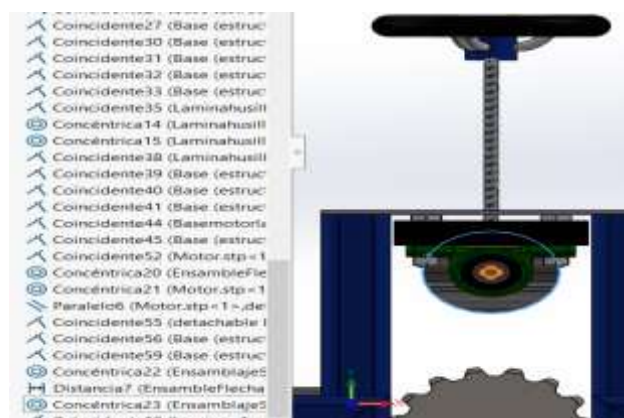 Coincidente27 (Base (estruc
Coincidente30 (Base (estruc
Coincidente31 (Base (estruc
Coincidente32 (Base (estruc
Coincidente33 (Base (estruc
Coincidente35 (Laminahusill
Concéntrica14 (Laminahusill
Concéntrica15 (Laminahusill
Coincidente38 (Laminahusill
Coincidente39 (Base (estruc
Coincidente40 (Base (estruc
Coincidente41 (Base (estruc
Coincidente44 (Basemotorla
Coincidente45 (Base (estruc
Coincidente52 (Motor.stp<1
Concéntrica20 (EnsambleFle
Concéntrica21 (Motor.stp<1
Paralelo6 (Motor.stp<1>,de
Coincidente55 (detachable
Coincidente56 (Base (estruc
Coincidente59 (Base (estruc
Concéntrica22 (EnsamblajeS
Distancia7 (EnsambleFlecha
Concéntrica23 (EnsamblajeS